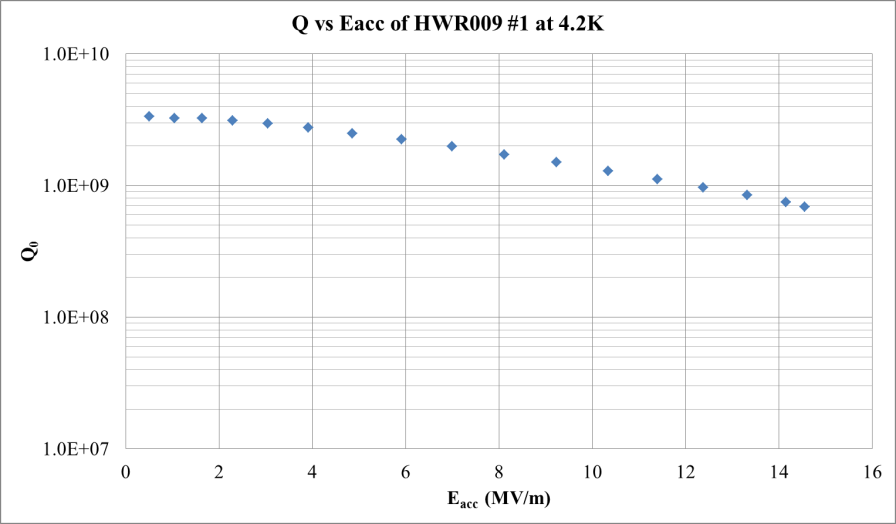 Q vs Eacc of HWR009 #1 at 4.2K
1.0E+10
1.0E+09
1.0E+08
1.0E+07
Q₀
0 2 4 6 8 10 12 14 16
Eacc (MV/m)